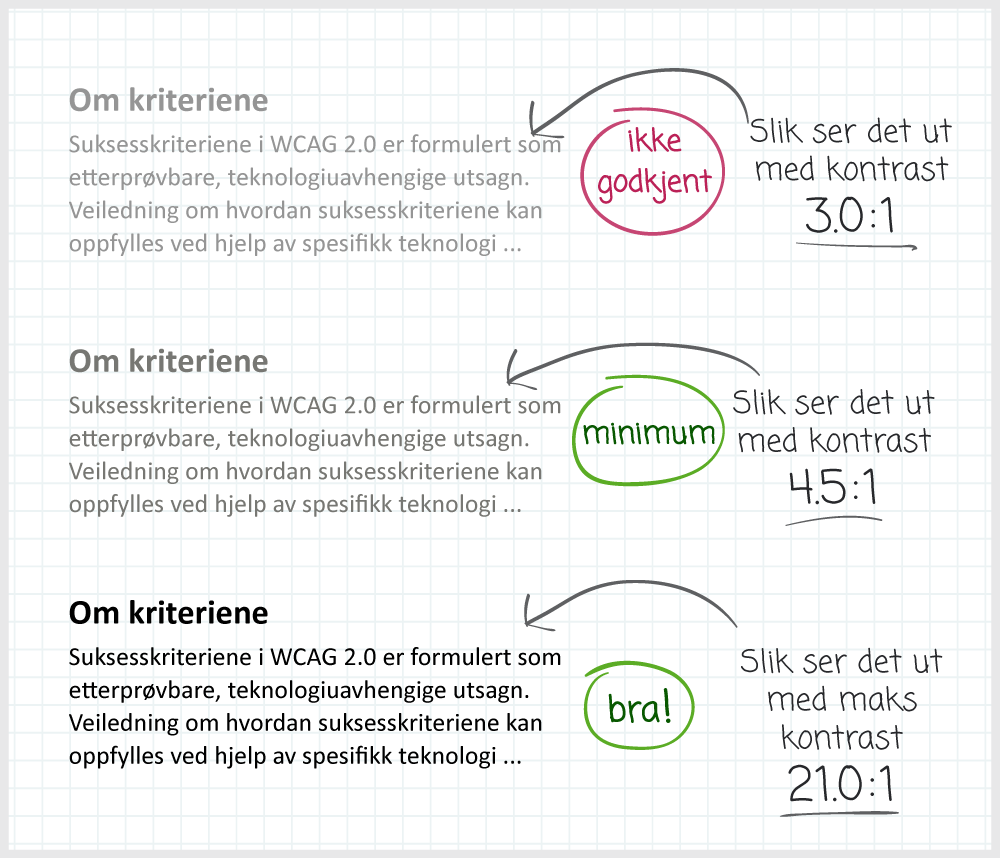 Om kriteriene
Suksesskriteriene i WCAG 2.0 er formulert som
etterprøvbare, teknologiuavhengige utsagn.
Veiledning om hvordan suksesskriteriene kan
oppfylles ved hjelp av spesifikk teknologi ...
ikke
godkjent
Slik ser det ut
med kontrast
3.0:1
Om kriteriene
Suksesskriteriene i WCAG 2.0 er formulert som
etterprøvbare, teknologiuavhengige utsagn.
Veiledning om hvordan suksesskriteriene kan
oppfylles ved hjelp av spesifikk teknologi ...
minimum
Slik ser det ut
med kontrast
4.5:1
Om kriteriene
Suksesskriteriene i WCAG 2.0 er formulert som
etterprøvbare, teknologiuavhengige utsagn.
Veiledning om hvordan suksesskriteriene kan
oppfylles ved hjelp av spesifikk teknologi ...
bra!
Slik ser det ut
med maks
kontrast
21.0:1